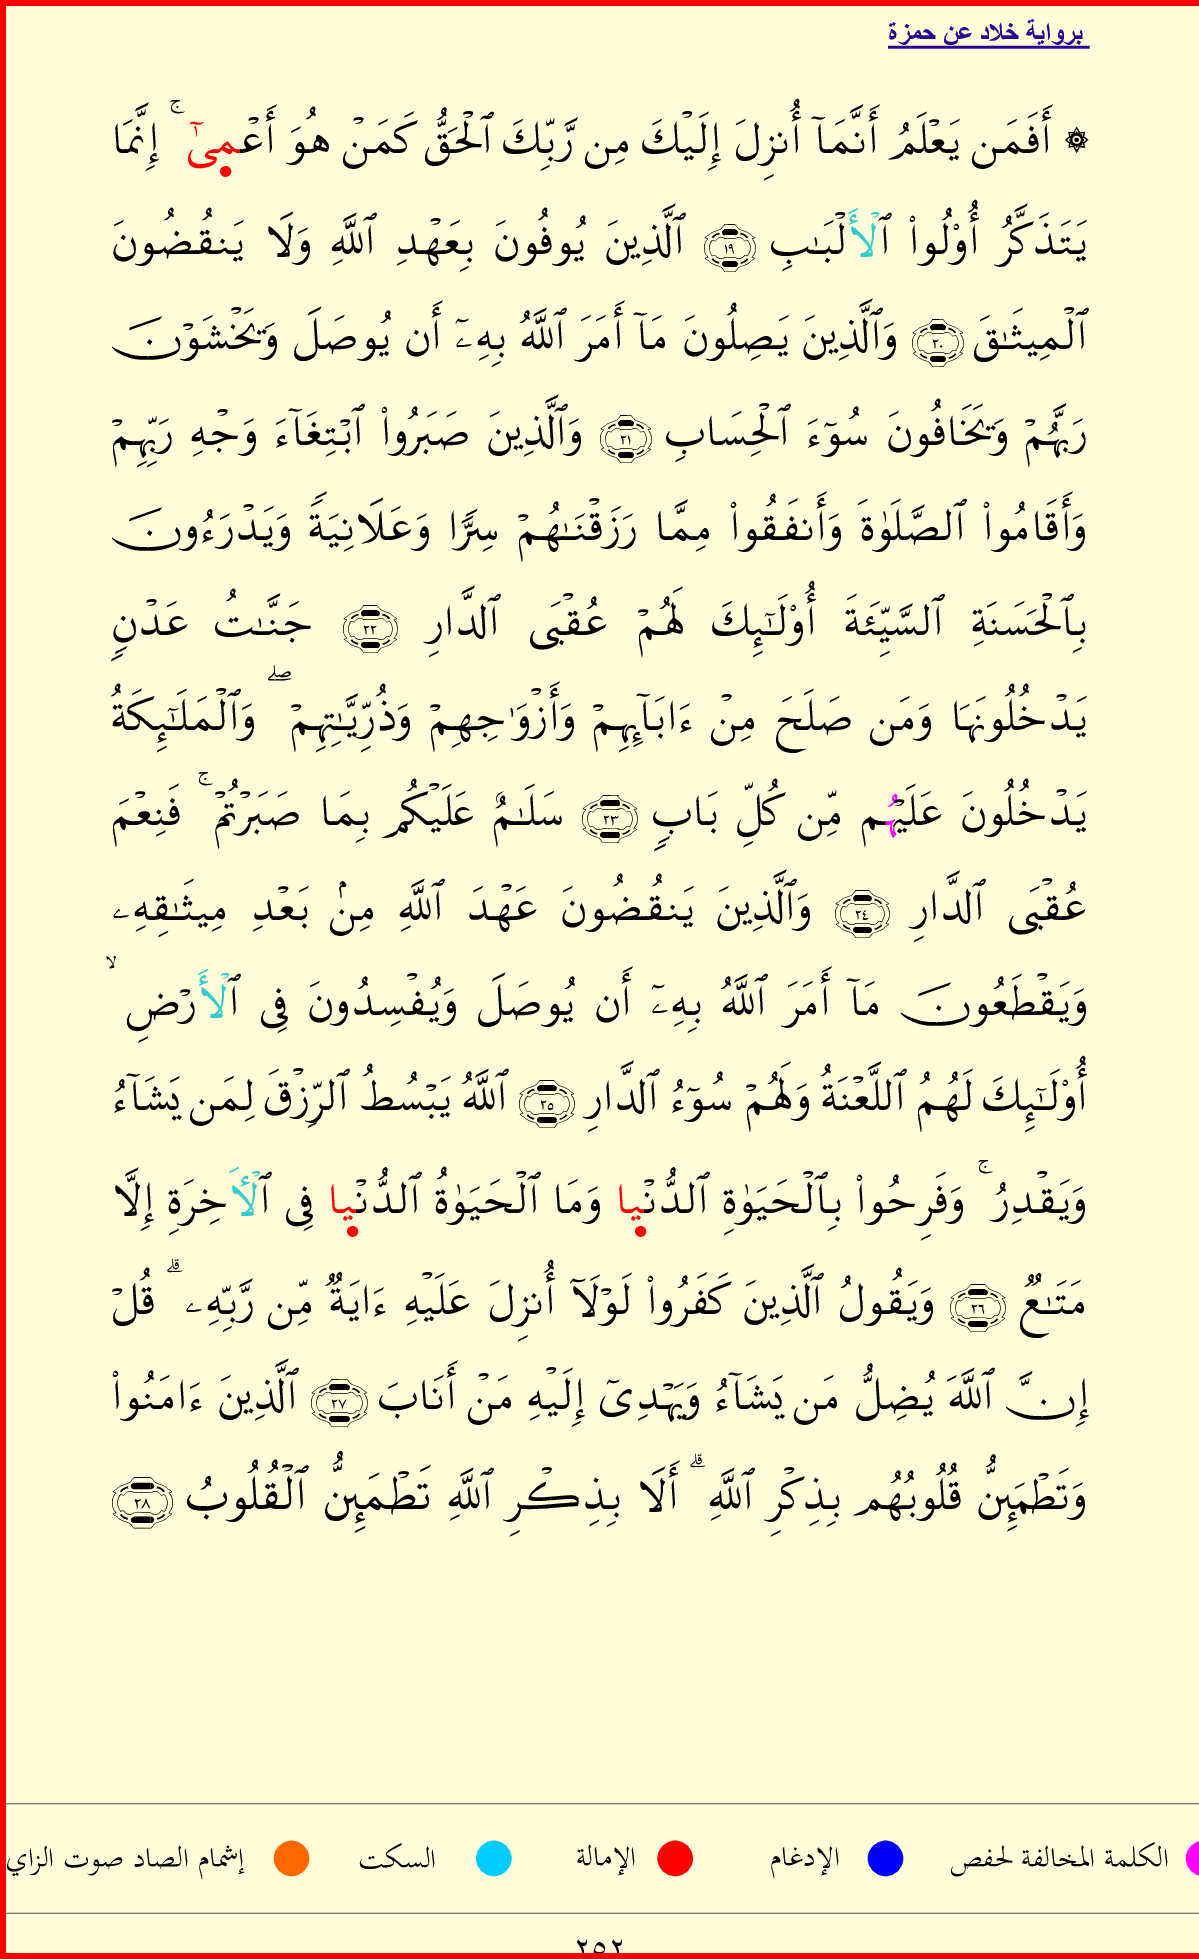 برواية خلاد عن حمزة
۞ أَفَمَن يَعْلَمُ أَنَّمَآ أُنزِلَ إِلَيْكَ مِن رَّبِّكَ ٱلْحَقُّ كَمَنْ هُوَ أَعْمِىٰٓ ۚ إِنَّمَا
يَتَذَكَّرُ أُوْلُواْ ٱلْأَلْبَـٰبِ ١٩ ٱلَّذِينَ يُوفُونَ بِعَهْدِ ٱللَّهِ وَلَا يَنقُضُونَ
ٱلْمِيثَـٰقَ ٢٠ وَٱلَّذِينَ يَصِلُونَ مَآ أَمَرَ ٱللَّهُ بِهِۦٓ أَن يُوصَلَ وَيَخْشَوْنَ
رَبَّهُمْ وَيَخَافُونَ سُوٓءَ ٱلْحِسَابِ ٢١ وَٱلَّذِينَ صَبَرُواْ ٱبْتِغَآءَ وَجْهِ رَبِّهِمْ
وَأَقَامُواْ ٱلصَّلَوٰةَ وَأَنفَقُواْ مِمَّا رَزَقْنَـٰهُمْ سِرًّا وَعَلَانِيَةً وَيَدْرَءُونَ
بِٱلْحَسَنَةِ ٱلسَّيِّئَةَ أُوْلَـٰٓئِكَ لَهُمْ عُقْبَى ٱلدَّارِ ٢٢ جَنَّـٰتُ عَدْنٍ
يَدْخُلُونَهَا وَمَن صَلَحَ مِنْ ءَابَآئِهِمْ وَأَزْوَٰجِهِمْ وَذُرِّيَّـٰتِهِمْ ۖ وَٱلْمَلَـٰٓئِكَةُ
يَدْخُلُونَ عَلَيْهُم مِّن كُلِّ بَابٍ ٢٣ سَلَـٰمٌ عَلَيْكُم بِمَا صَبَرْتُمْ ۚ فَنِعْمَ
عُقْبَى ٱلدَّارِ ٢٤ وَٱلَّذِينَ يَنقُضُونَ عَهْدَ ٱللَّهِ مِنۢ بَعْدِ مِيثَـٰقِهِۦ
وَيَقْطَعُونَ مَآ أَمَرَ ٱللَّهُ بِهِۦٓ أَن يُوصَلَ وَيُفْسِدُونَ فِى ٱلْأَرْضِ ۙ
أُوْلَـٰٓئِكَ لَهُمُ ٱللَّعْنَةُ وَلَهُمْ سُوٓءُ ٱلدَّارِ ٢٥ ٱللَّهُ يَبْسُطُ ٱلرِّزْقَ لِمَن يَشَآءُ
وَيَقْدِرُ ۚ وَفَرِحُواْ بِٱلْحَيَوٰةِ ٱلدُّنْيِا وَمَا ٱلْحَيَوٰةُ ٱلدُّنْيِا فِى ٱلْأَخِرَةِ إِلَّا
مَتَـٰعٌ ٢٦ وَيَقُولُ ٱلَّذِينَ كَفَرُواْ لَوْلَآ أُنزِلَ عَلَيْهِ ءَايَةٌ مِّن رَّبِّهِۦ ۗ قُلْ
إِنَّ ٱللَّهَ يُضِلُّ مَن يَشَآءُ وَيَهْدِىٓ إِلَيْهِ مَنْ أَنَابَ ٢٧ ٱلَّذِينَ ءَامَنُواْ
وَتَطْمَئِنُّ قُلُوبُهُم بِذِكْرِ ٱللَّهِ ۗ أَلَا بِذِكْرِ ٱللَّهِ تَطْمَئِنُّ ٱلْقُلُوبُ ٢٨
الكلمة المخالفة لحفص الإدغام الإمالة السكت إشمام الصاد صوت الزاي
٢٥٢